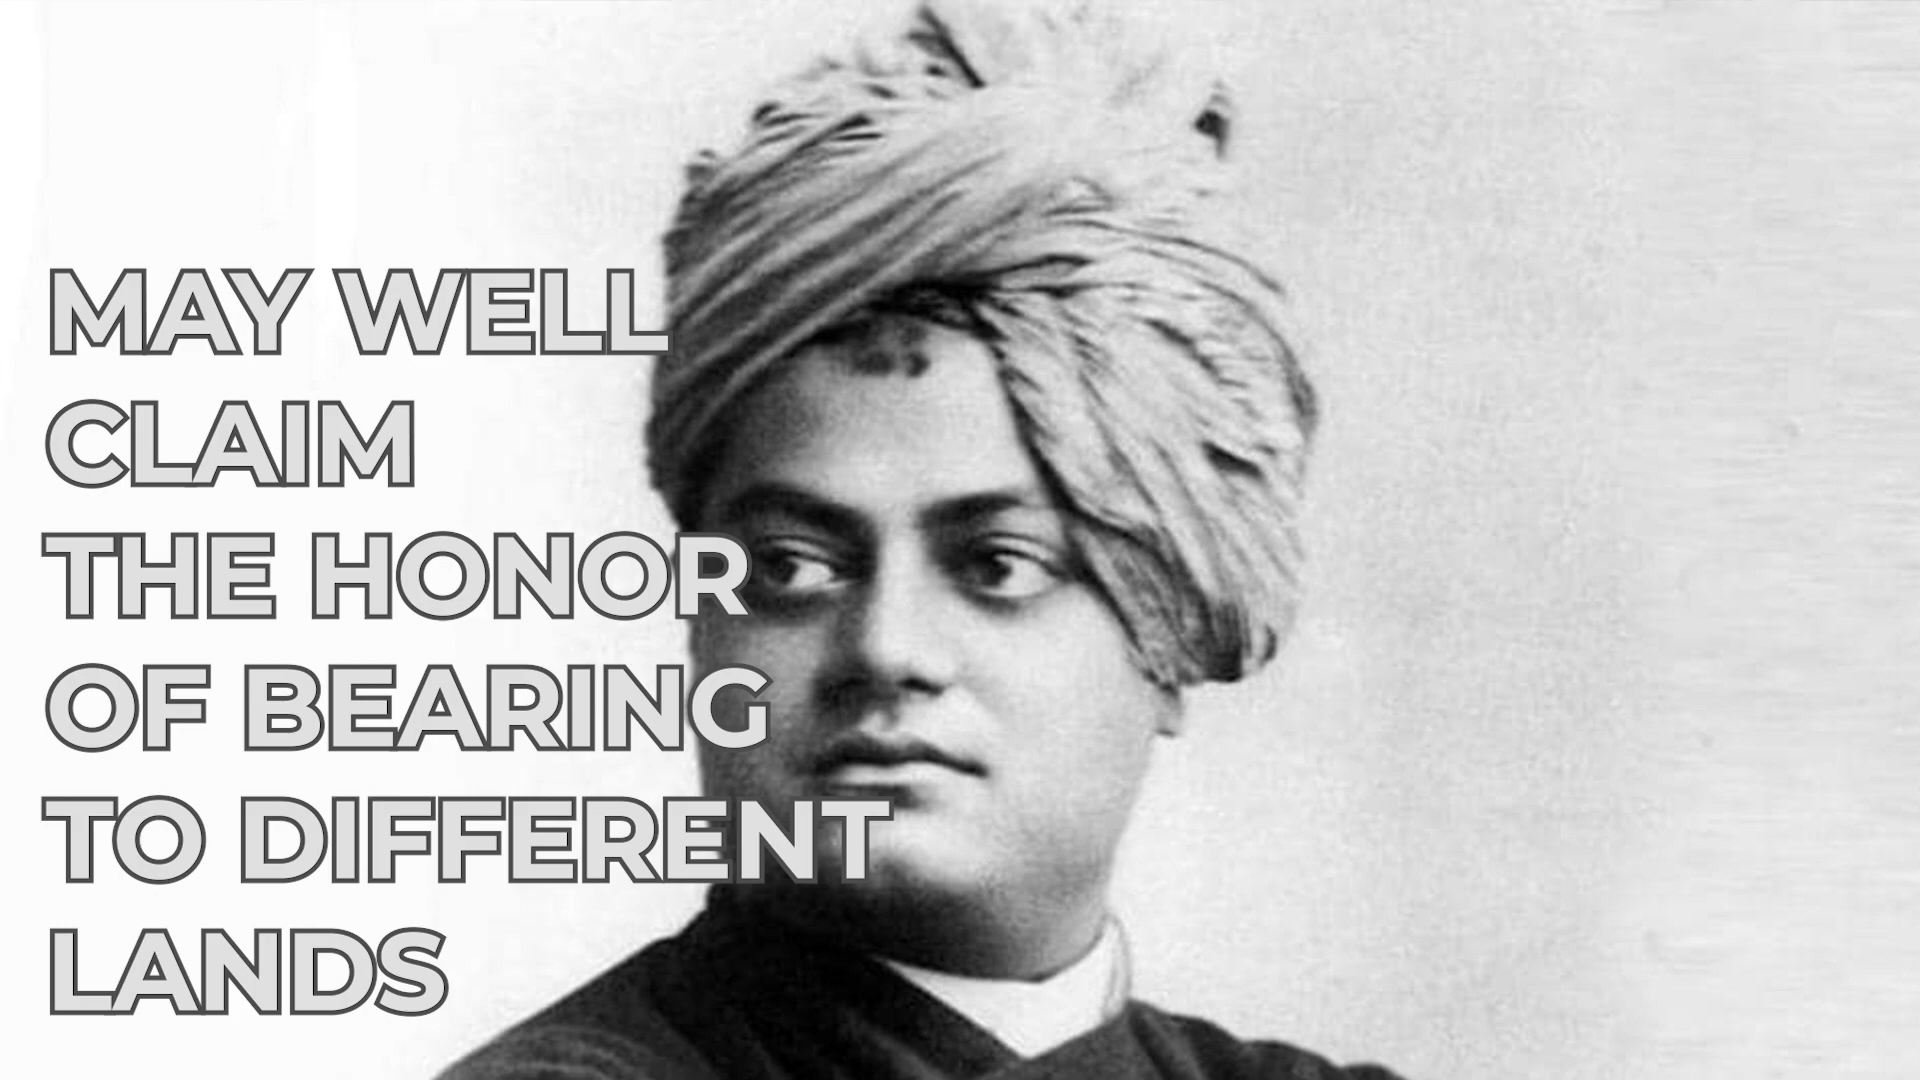 MAY WELL
CLAIM
THE HONOR
OF BEARING
TO DIFFERENT
LANDS